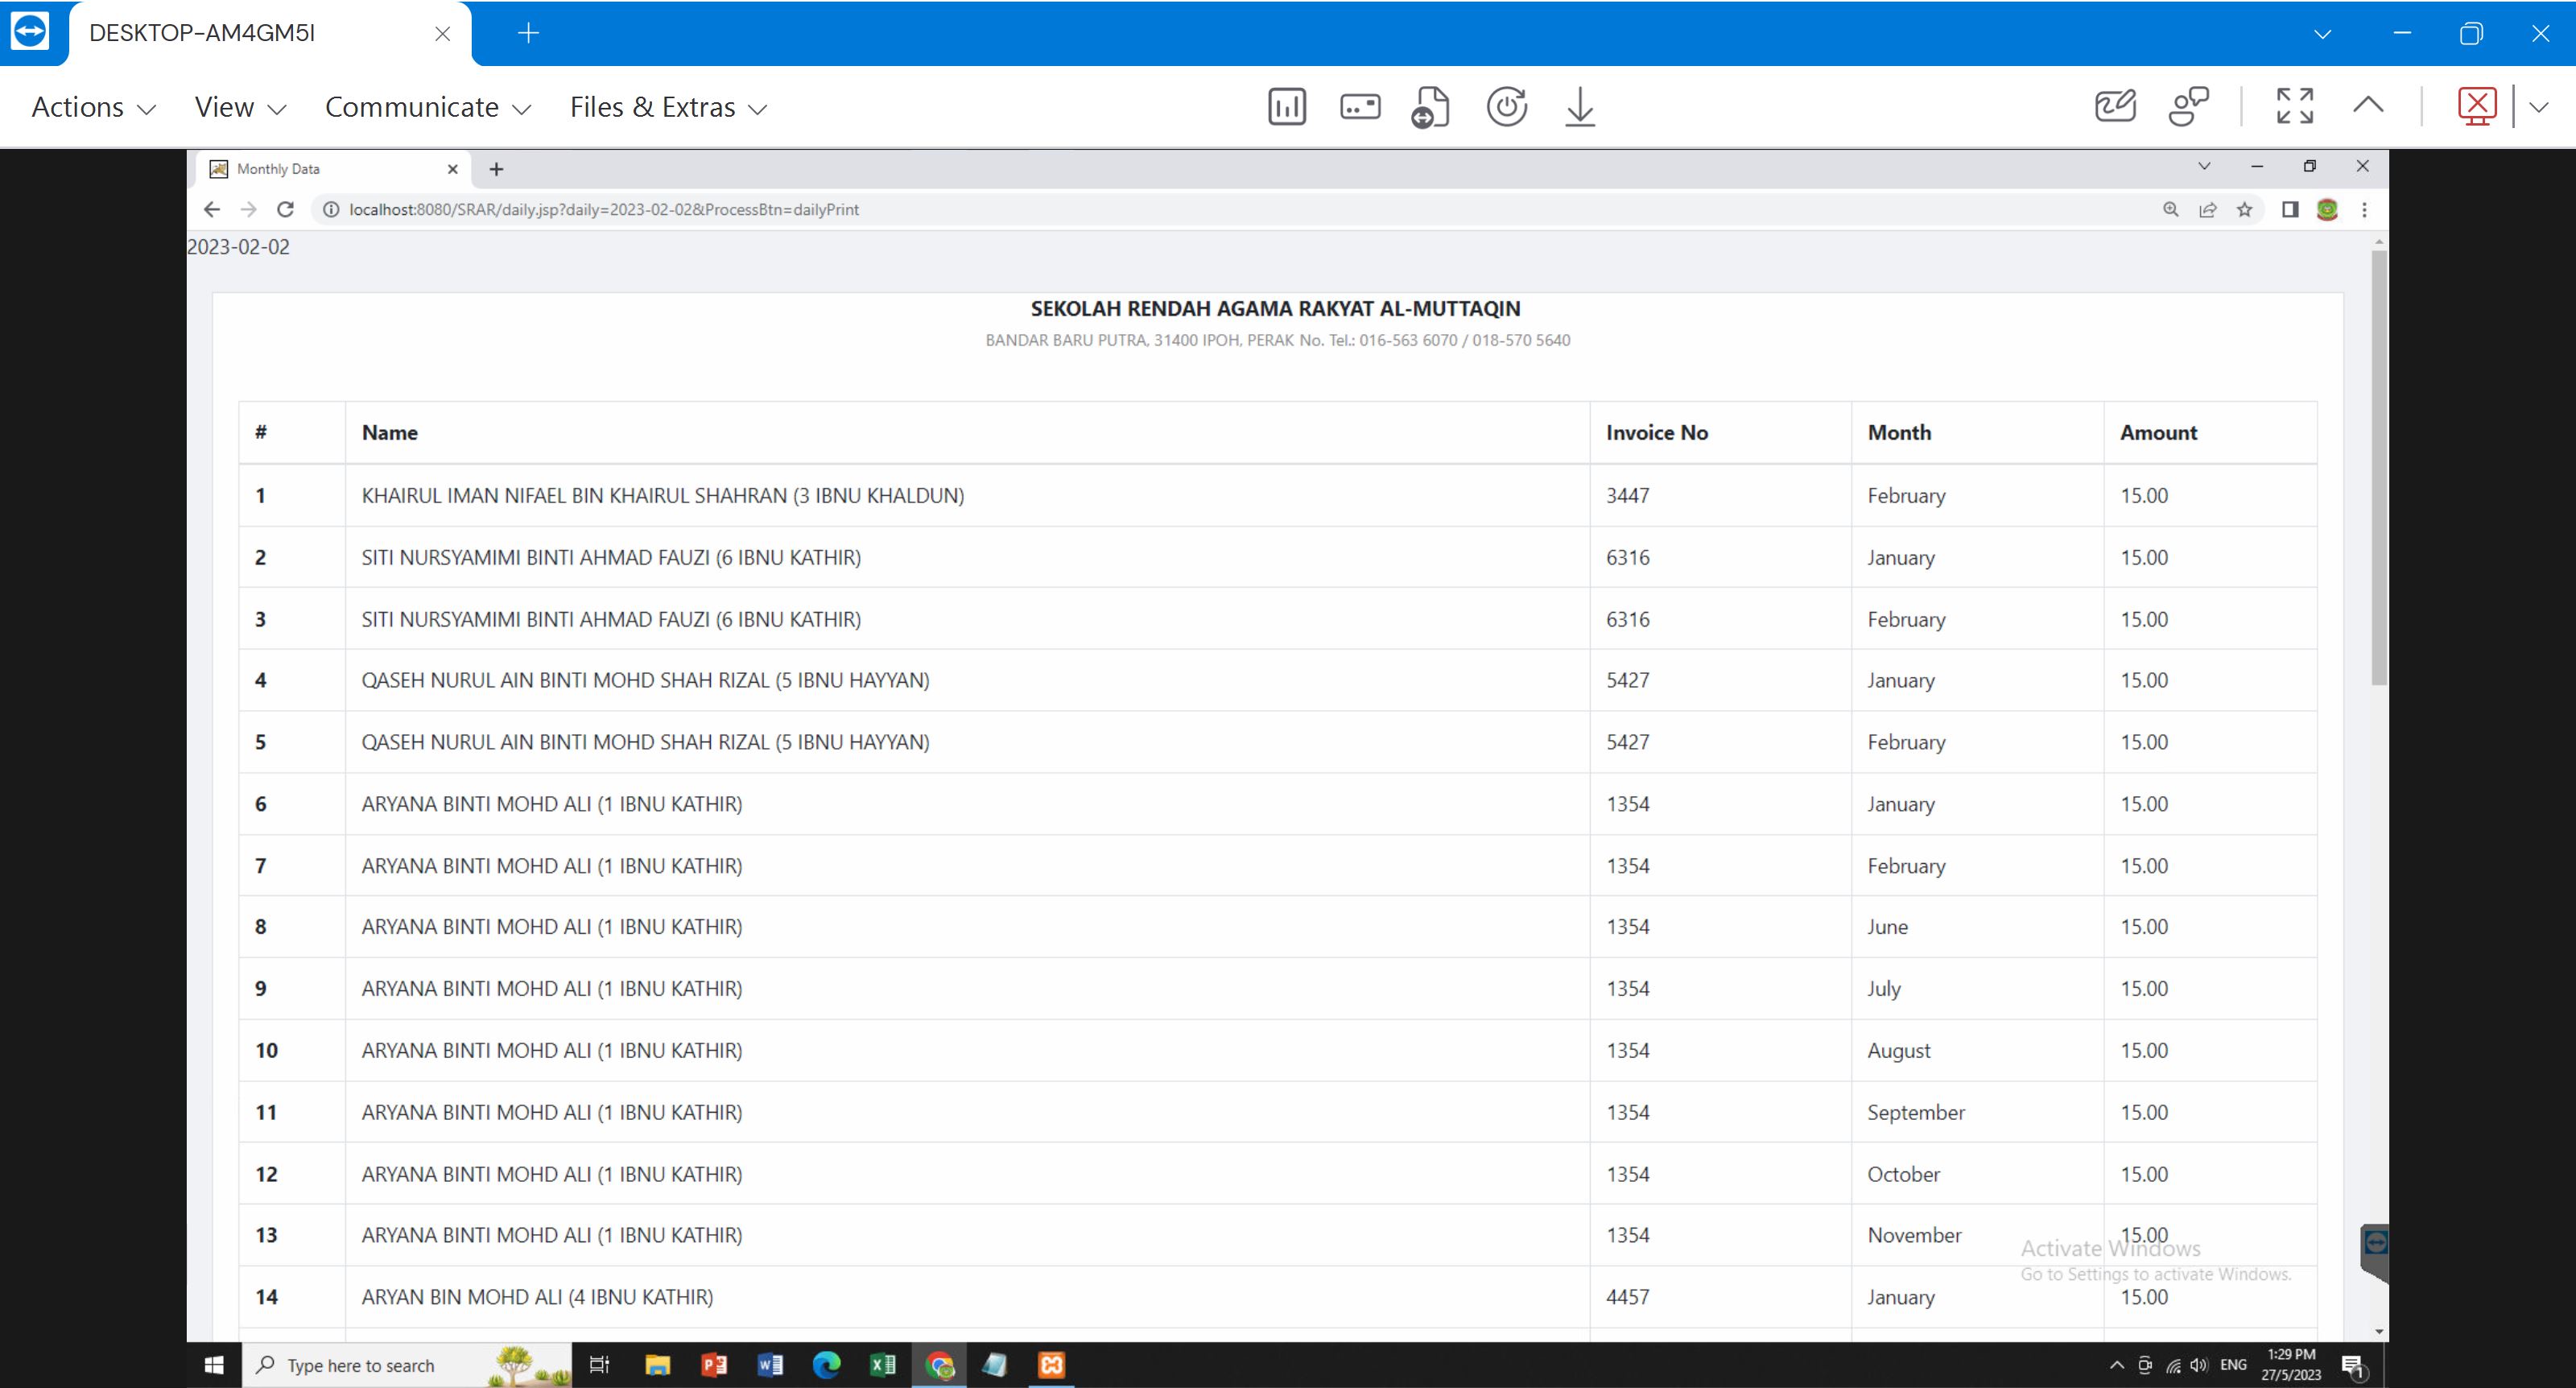 DESKTOP-AM4GM5I
Actions View Communicate Files & Extras
Monthly Data
localhost:8080/SRAR/daily.jsp?daily=2023-02-02&ProcessBtn=dailyPrint
2023-02-02
SEKOLAH RENDAH AGAMA RAKYAT AL-MUTTAQIN
BANDAR BARU PUTRA, 31400 IPOH, PERAK No. Tel.: 016-563 6070 / 018-570 5640
# Name Invoice No Month Amount
1 KHAIRUL IMAN NIFAEL BIN KHAIRUL SHAHRAN (3 IBNU KHALDUN) 3447 February 15.00
2 SITI NURSYAMIMI BINTI AHMAD FAUZI (6 IBNU KATHIR) 6316 January 15.00
3 SITI NURSYAMIMI BINTI AHMAD FAUZI (6 IBNU KATHIR) 6316 February 15.00
4 QASEH NURUL AIN BINTI MOHD SHAH RIZAL (5 IBNU HAYYAN) 5427 January 15.00
5 QASEH NURUL AIN BINTI MOHD SHAH RIZAL (5 IBNU HAYYAN) 5427 February 15.00
6 ARYANA BINTI MOHD ALI (1 IBNU KATHIR) 1354 January 15.00
7 ARYANA BINTI MOHD ALI (1 IBNU KATHIR) 1354 February 15.00
8 ARYANA BINTI MOHD ALI (1 IBNU KATHIR) 1354 June 15.00
9 ARYANA BINTI MOHD ALI (1 IBNU KATHIR) 1354 July 15.00
10 ARYANA BINTI MOHD ALI (1 IBNU KATHIR) 1354 August 15.00
11 ARYANA BINTI MOHD ALI (1 IBNU KATHIR) 1354 September 15.00
12 ARYANA BINTI MOHD ALI (1 IBNU KATHIR) 1354 October 15.00
13 ARYANA BINTI MOHD ALI (1 IBNU KATHIR) 1354 November 15.00
Activate Windows
Go to Settings to activate Windows.
14 ARYAN BIN MOHD ALI (4 IBNU KATHIR) 4457 January 15.00
Type here to search
ENG
1:29 PM
27/5/2023
1